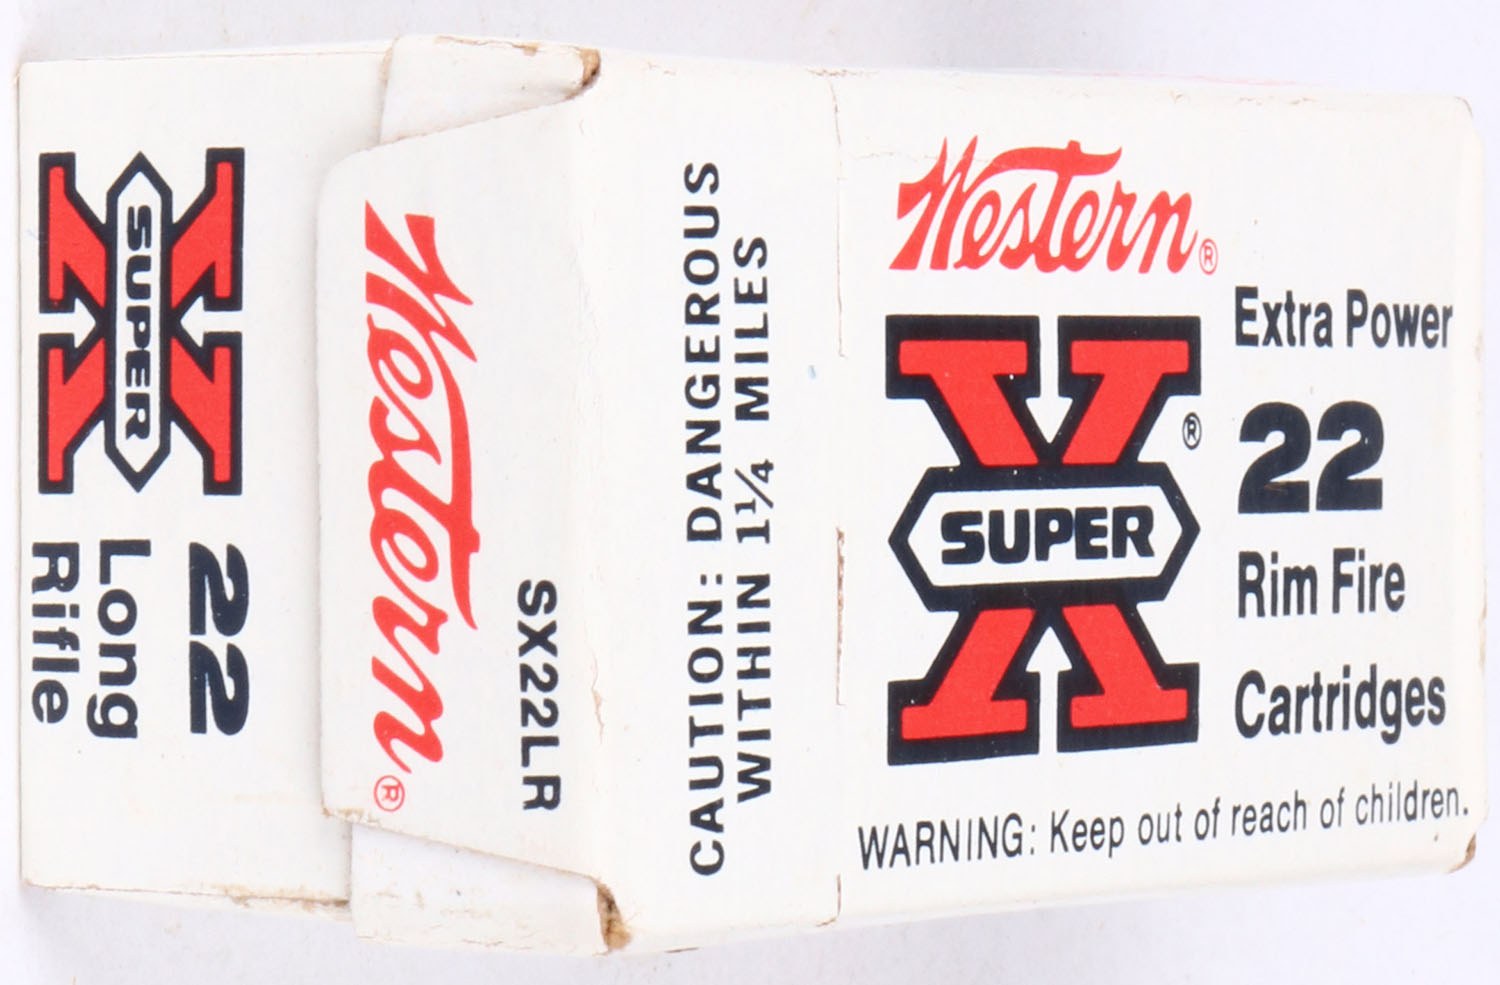 Western®
SUPER X®
Extra Power
22
Rim Fire
Cartridges
WARNING: Keep out of reach of children.
CAUTION: DANGEROUS
WITHIN 1¼ MILES
Western®
SX22LR
SUPER X
22
Long
Rifle